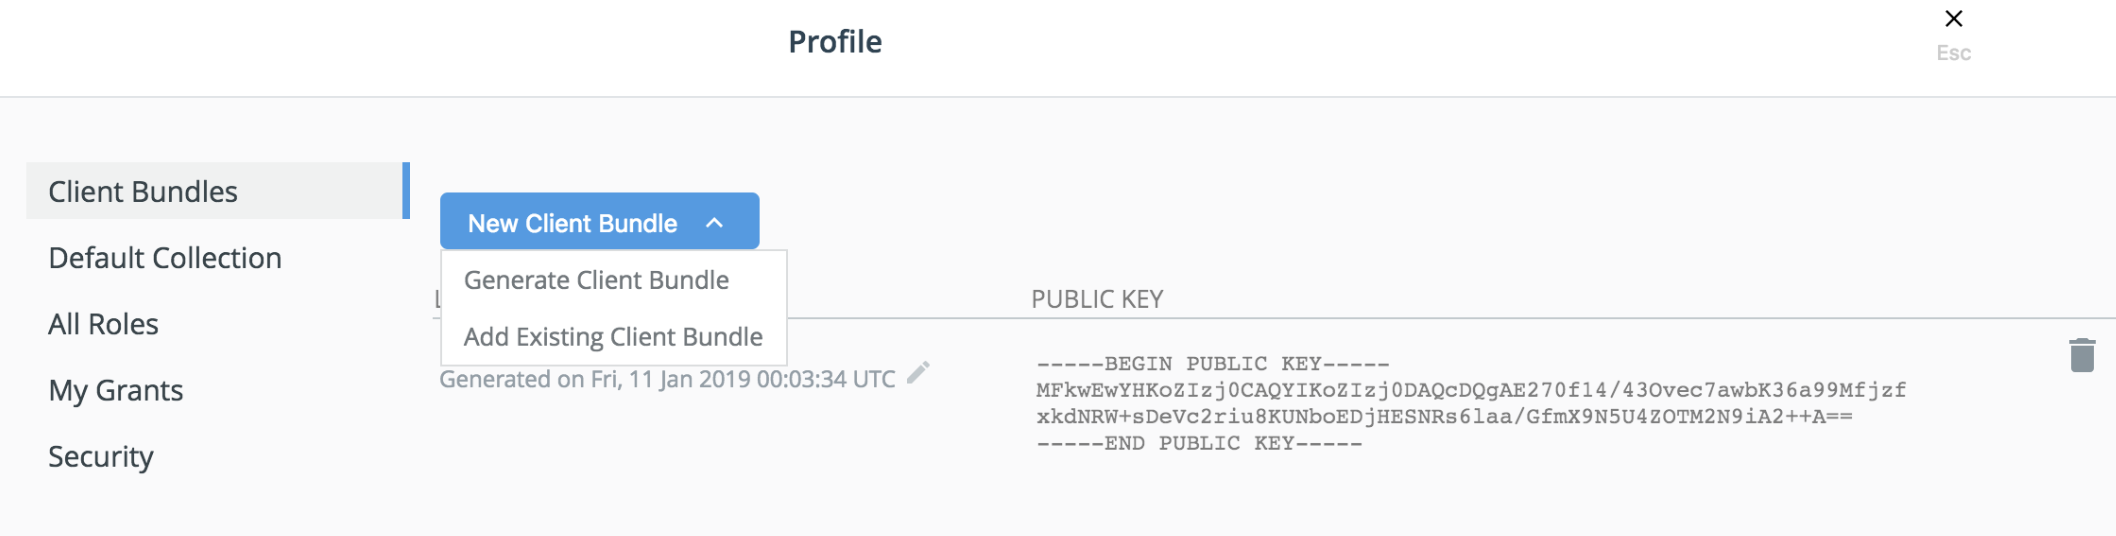 Profile
Esc
Client Bundles
Default Collection
All Roles
My Grants
Security
New Client Bundle
Generate Client Bundle
Add Existing Client Bundle
PUBLIC KEY
Generated on Fri, 11 Jan 2019 00:03:34 UTC
-----BEGIN PUBLIC KEY-----
MFkwEwYHKoZIzj0CAQYIKoZIzj0DAQcDQgAE270f14/43Ovec7awbK36a99Mfjzf
xkdNRW+sDeVc2riu8KUNboEDjHESNRs6laa/GfmX9N5U4ZOTM2N9iA2++A==
-----END PUBLIC KEY-----